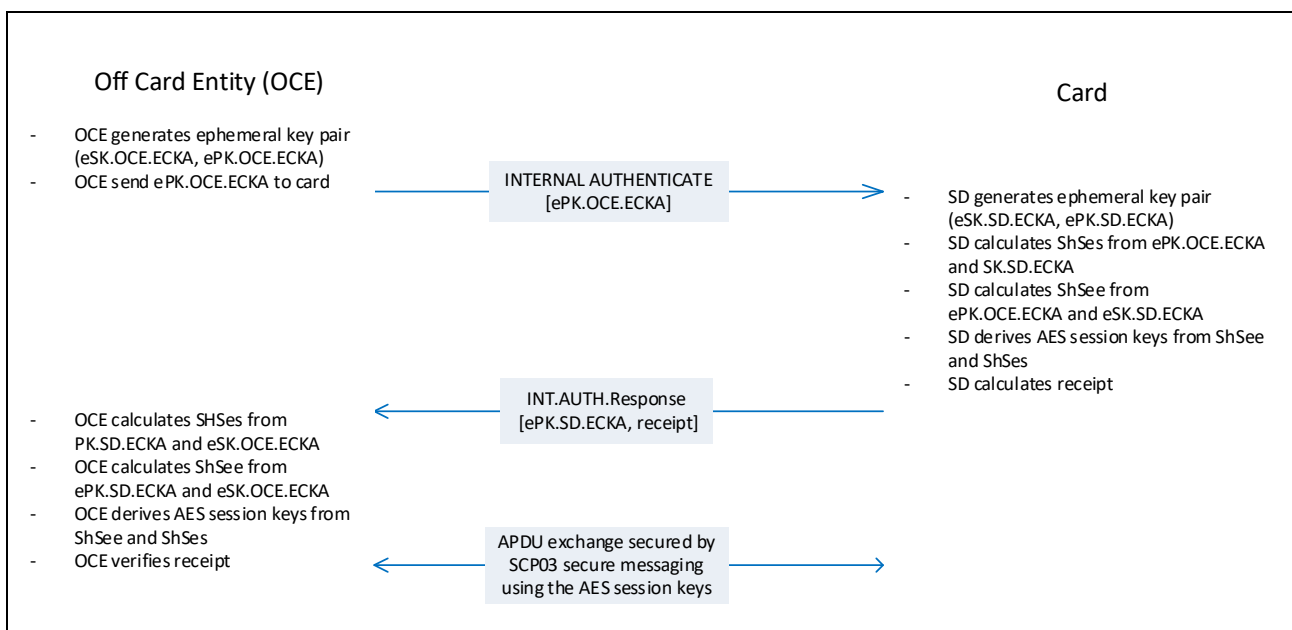 Off Card Entity (OCE)
Card
- OCE generates ephemeral key pair
(eSK.OCE.ECKA, ePK.OCE.ECKA)
- OCE send ePK.OCE.ECKA to card
INTERNAL AUTHENTICATE
[ePK.OCE.ECKA]
- SD generates ephemeral key pair
(eSK.SD.ECKA, ePK.SD.ECKA)
- SD calculates ShSes from ePK.OCE.ECKA
and SK.SD.ECKA
- SD calculates ShSee from
ePK.OCE.ECKA and eSK.SD.ECKA
- SD derives AES session keys from ShSee
and ShSes
- SD calculates receipt
INT.AUTH.Response
[ePK.SD.ECKA, receipt]
- OCE calculates SHSes from
PK.SD.ECKA and eSK.OCE.ECKA
- OCE calculates ShSee from
ePK.SD.ECKA and eSK.OCE.ECKA
- OCE derives AES session keys from
ShSee and ShSes
- OCE verifies receipt
APDU exchange secured by
SCP03 secure messaging
using the AES session keys